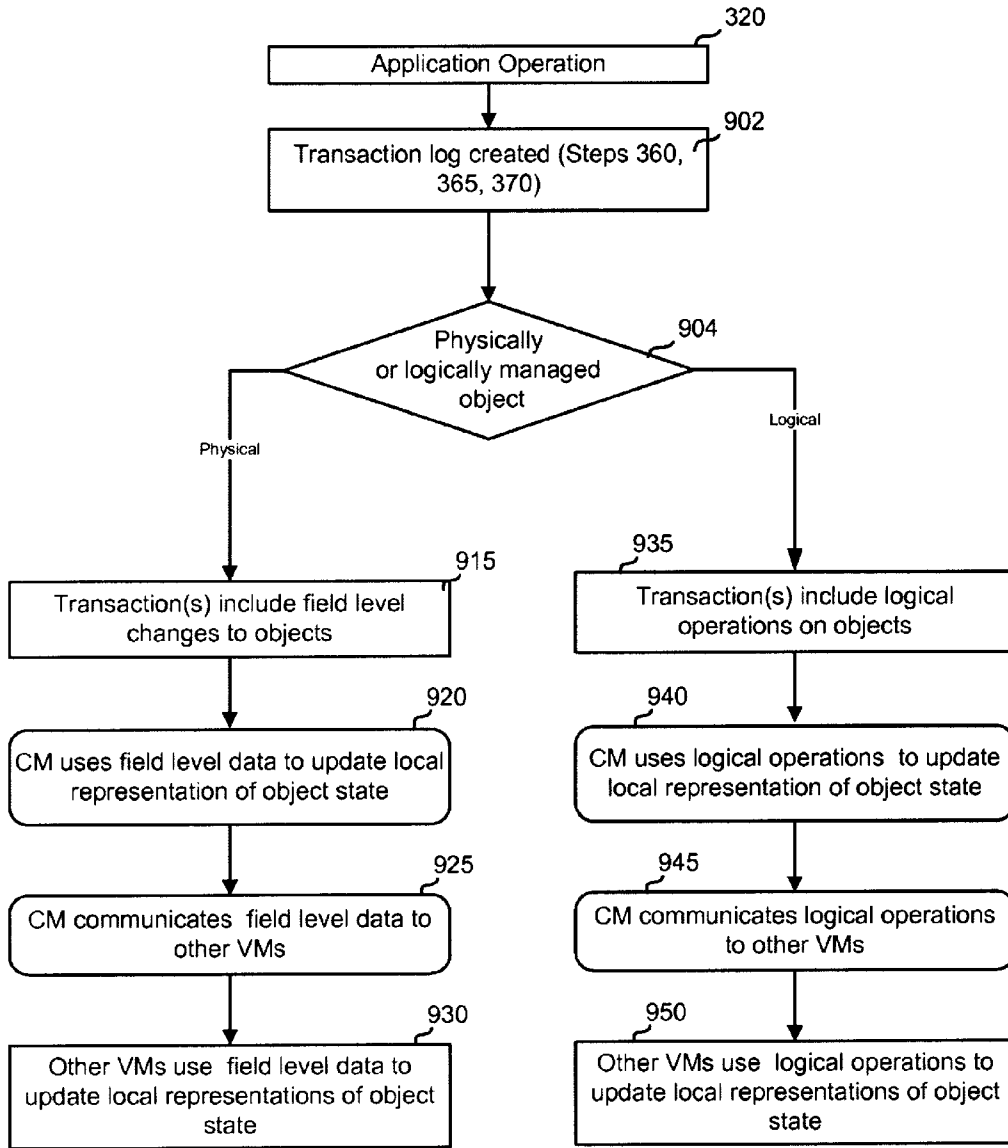 320
Application Operation
902
Transaction log created (Steps 360,
365, 370)
904
Physically
or logically managed
object
Physical
Logical
915
Transaction(s) include field level
changes to objects
920
CM uses field level data to update local
representation of object state
925
CM communicates field level data to
other VMs
930
Other VMs use field level data to
update local representations of object
state
935
Transaction(s) include logical
operations on objects
940
CM uses logical operations to update
local representation of object state
945
CM communicates logical operations
to other VMs
950
Other VMs use logical operations to
update local representations of object
state